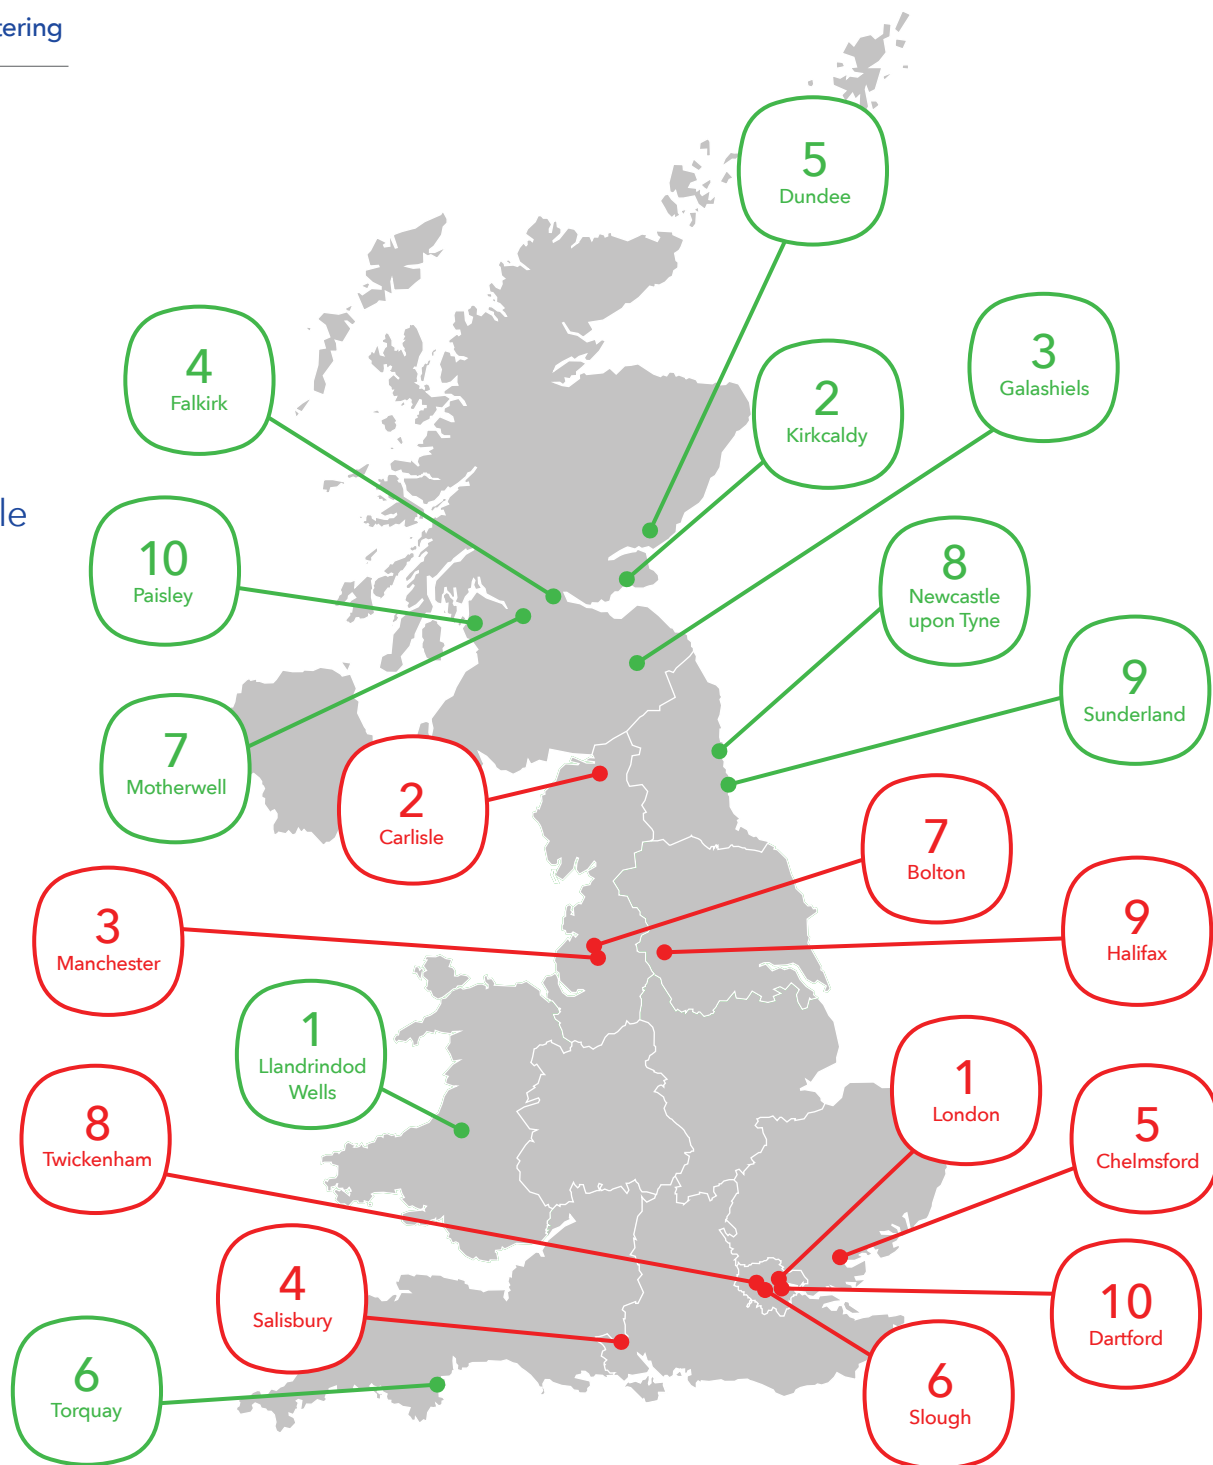 tering
5
Dundee
3
Galashiels
4
Falkirk
2
Kirkcaldy
le
10
Paisley
8
Newcastle
upon Tyne
9
Sunderland
7
Motherwell
2
Carlisle
7
Bolton
3
Manchester
9
Halifax
1
Llandrindod
Wells
1
London
8
Twickenham
5
Chelmsford
4
Salisbury
10
Dartford
6
Torquay
6
Slough